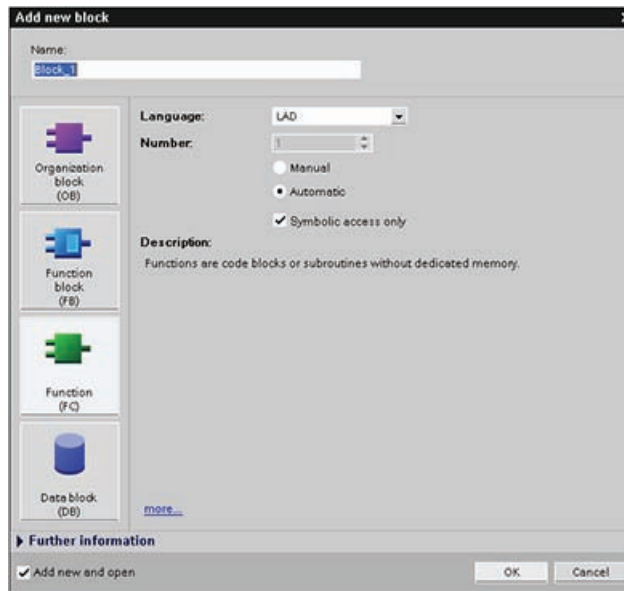 Add new block
Name:
Block_1
Organization
block
(OB)
Function
block
(FB)
Function
(FC)
Data block
(DB)
Language:
LAD
Number:
1
Manual
Automatic
Symbolic access only
Description:
Functions are code blocks or subroutines without dedicated memory.
more...
Further information
Add new and open
OK
Cancel